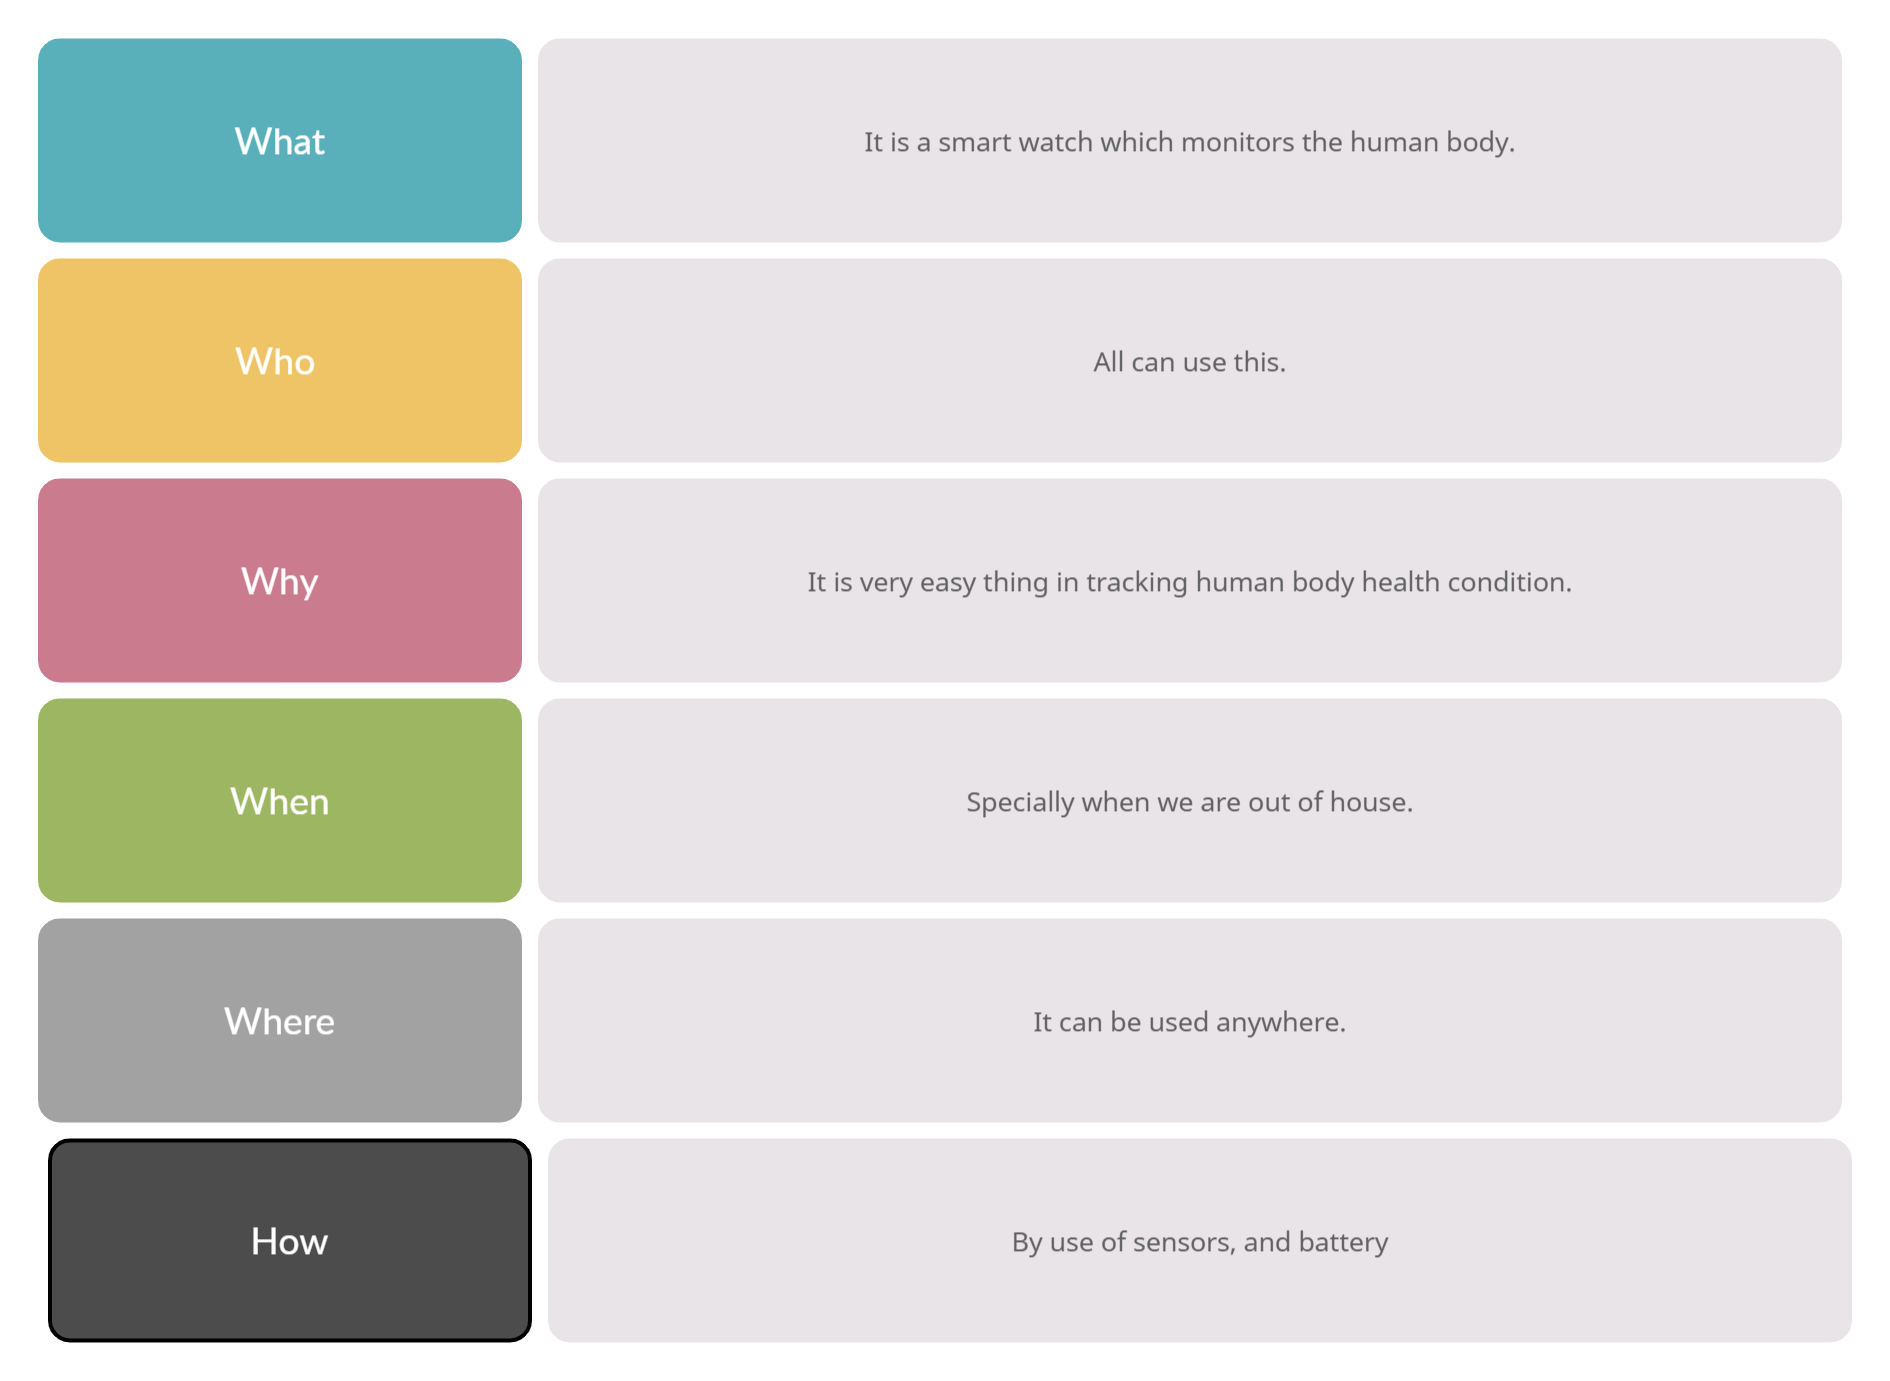 What
It is a smart watch which monitors the human body.
Who
All can use this.
Why
It is very easy thing in tracking human body health condition.
When
Specially when we are out of house.
Where
It can be used anywhere.
How
By use of sensors, and battery